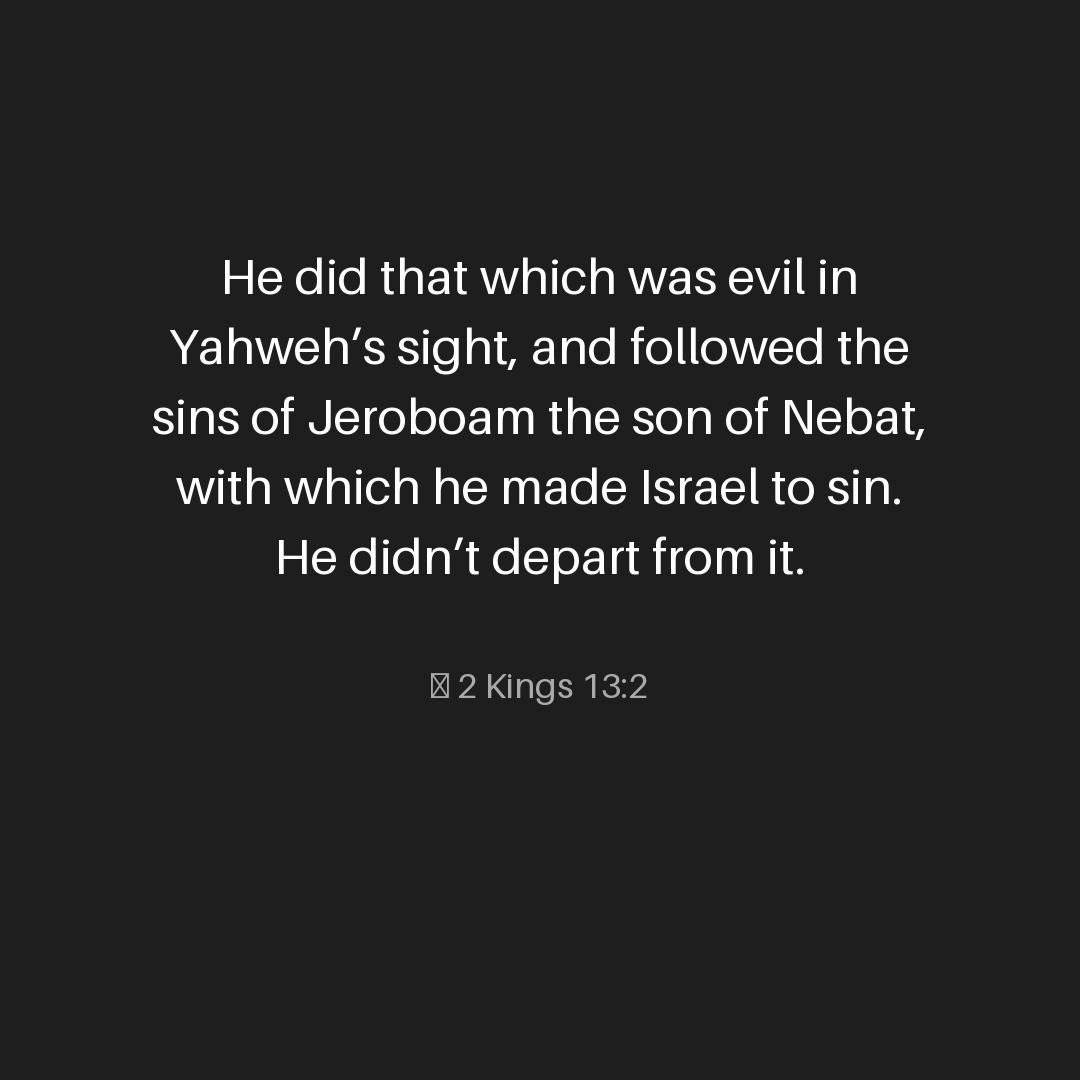 He did that which was evil in
Yahweh’s sight, and followed the
sins of Jeroboam the son of Nebat,
with which he made Israel to sin.
He didn’t depart from it.
2 Kings 13:2